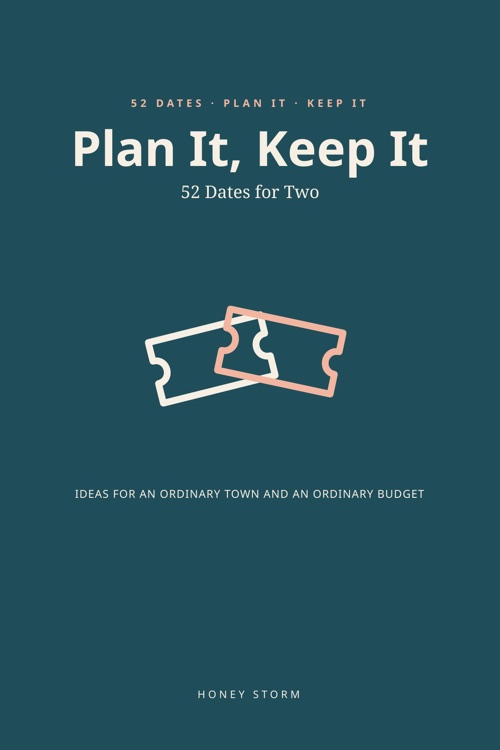 52 DATES · PLAN IT · KEEP IT
Plan It, Keep It
52 Dates for Two
IDEAS FOR AN ORDINARY TOWN AND AN ORDINARY BUDGET
HONEY STORM